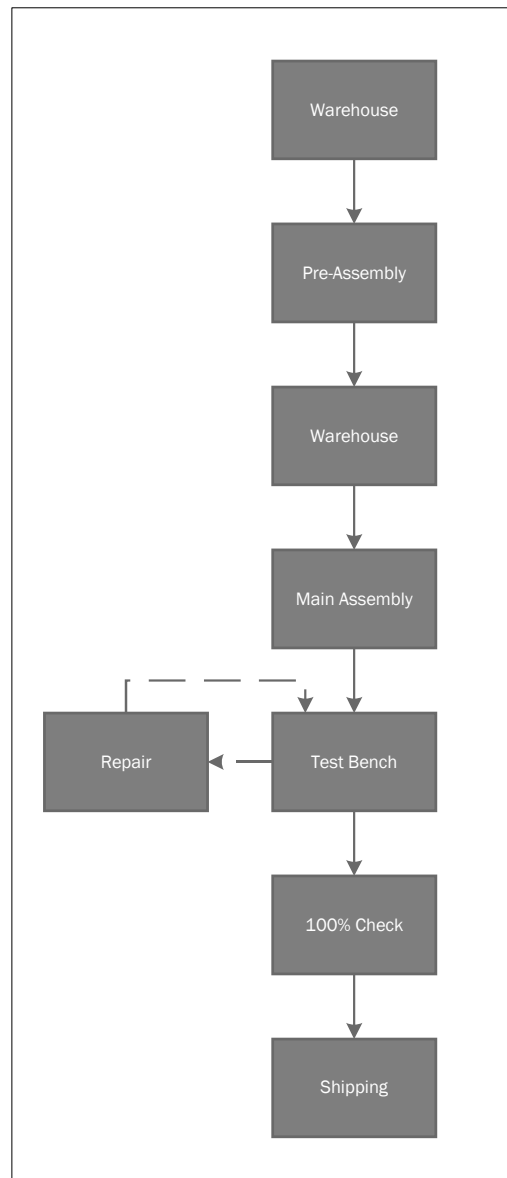 Warehouse
Pre-Assembly
Warehouse
Main Assembly
Repair
Test Bench
100% Check
Shipping